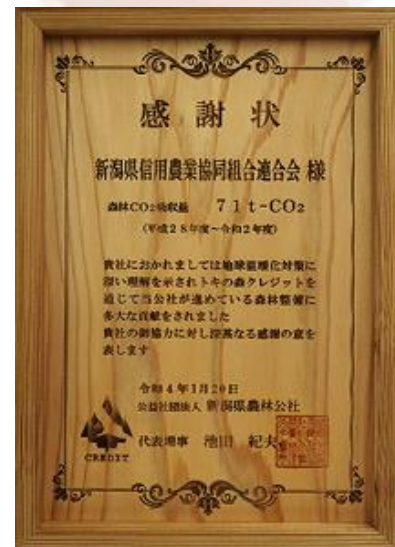 感謝状
新潟県信用農業協同組合連合会 様
森林CO2吸収量 71t-CO2
(平成28年度~令和2年度)
貴社におかれましては地球温暖化対策に
深い理解を示されトキの森クレジットを
通じて当公社が進めている森林整備に
多大な貢献をされました
貴社の御協力に対し深甚なる感謝の意を
表します
令和4年1月20日
公益社団法人 新潟県農林公社
代表理事 池田 紀夫
CREDIT